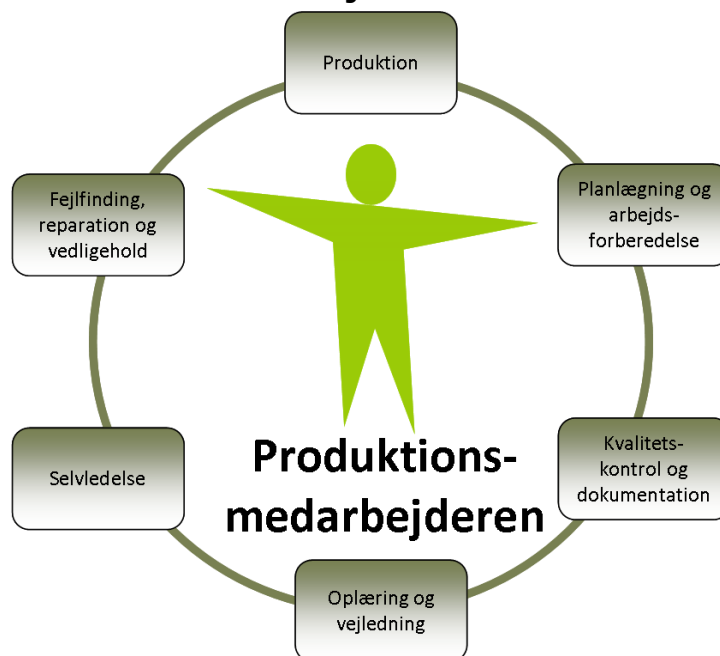 Produktion
Planlægning og
arbejds-
forberedelse
Kvalitets-
kontrol og
dokumentation
Oplæring og
vejledning
Selvledelse
Fejlfinding,
reparation og
vedligehold
Produktions-
medarbejderen